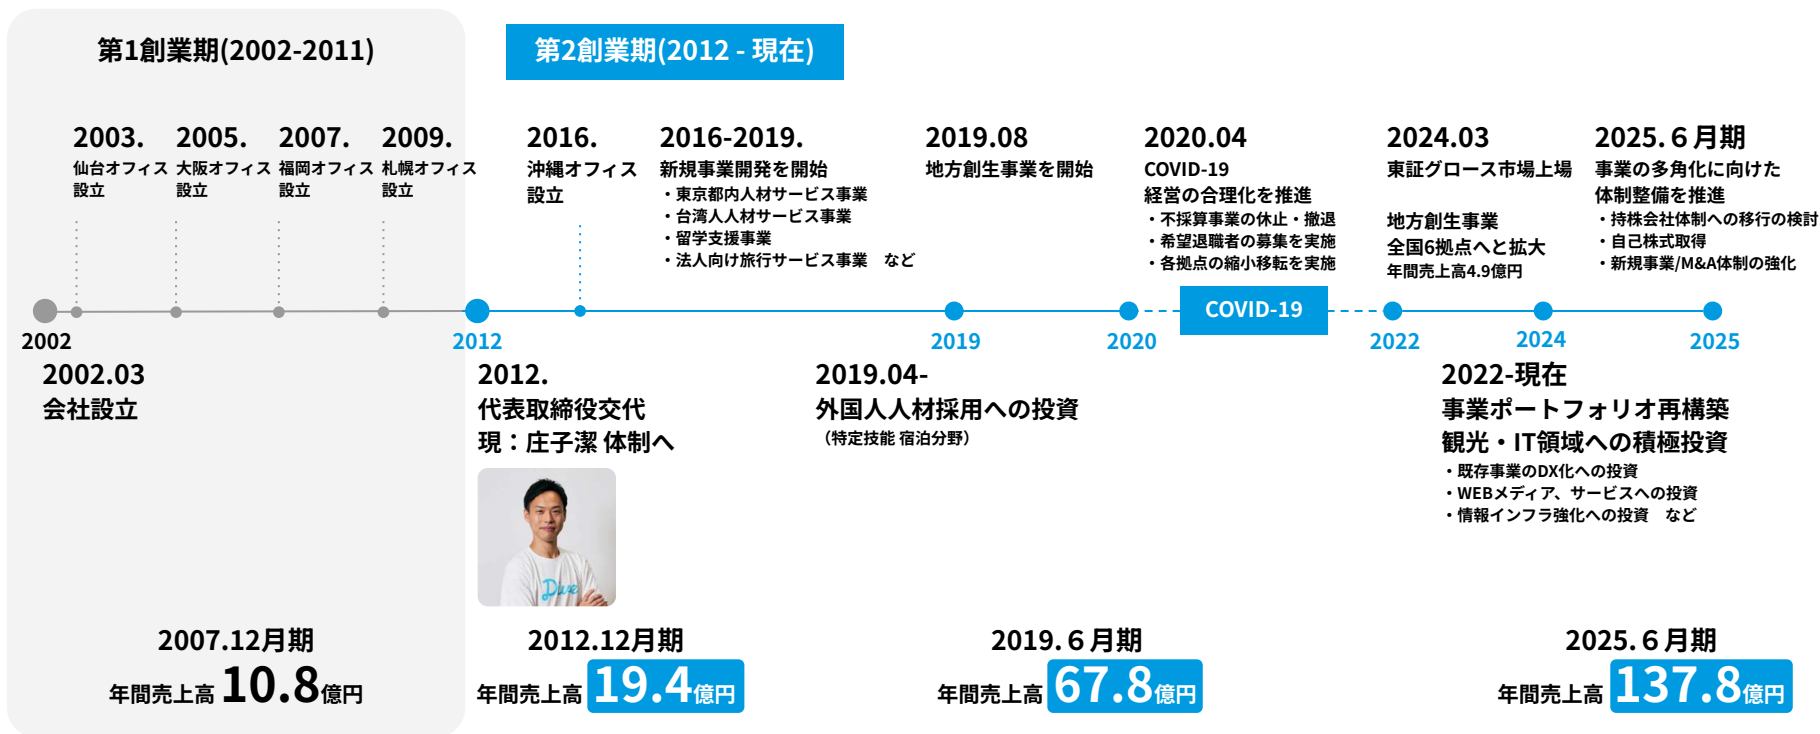 第1創業期(2002-2011)
第2創業期(2012 - 現在)
2003.
仙台オフィス
設立
2005.
大阪オフィス
設立
2007.
福岡オフィス
設立
2009.
札幌オフィス
設立
2016.
沖縄オフィス
設立
2016-2019.
新規事業開発を開始
・東京都内人材サービス事業
・台湾人人材サービス事業
・留学支援事業
・法人向け旅行サービス事業 など
2019.08
地方創生事業を開始
2020.04
COVID-19
経営の合理化を推進
・不採算事業の休止・撤退
・希望退職者の募集を実施
・各拠点の縮小移転を実施
2024.03
東証グロース市場上場
地方創生事業
全国6拠点へと拡大
年間売上高4.9億円
2025.6月期
事業の多角化に向けた
体制整備を推進
・持株会社体制への移行の検討
・自己株式取得
・新規事業/M&A体制の強化
COVID-19
2002
2012
2019
2020
2022
2024
2025
2002.03
会社設立
2012.
代表取締役交代
現：庄子潔 体制へ
Dive
2019.04-
外国人人材採用への投資
（特定技能 宿泊分野）
2022-現在
事業ポートフォリオ再構築
観光・IT領域への積極投資
・既存事業のDX化への投資
・WEBメディア、サービスへの投資
・情報インフラ強化への投資 など
2007.12月期
年間売上高 10.8億円
2012.12月期
年間売上高 19.4億円
2019.6月期
年間売上高 67.8億円
2025.6月期
年間売上高 137.8億円